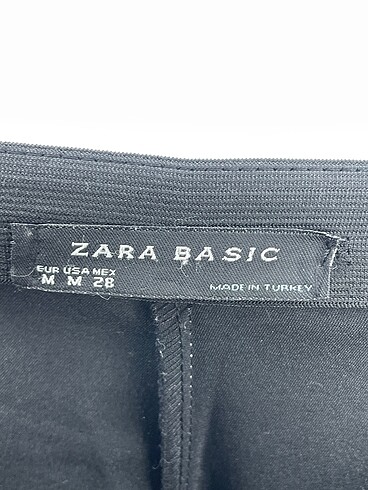 ZARA BASIC
EUR USA MEX
M M 28
MADE IN TURKEY